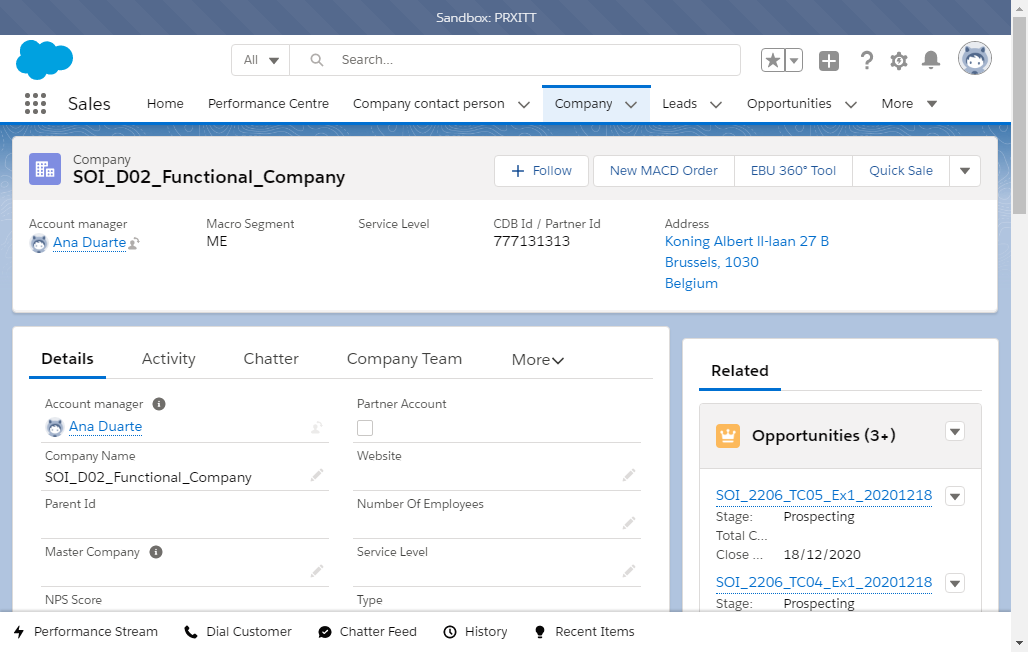 Sandbox: PRXITT
All
Search...
Sales
Home
Performance Centre
Company contact person
Company
Leads
Opportunities
More
Company
SOI_D02_Functional_Company
Follow
New MACD Order
EBU 360° Tool
Quick Sale
Account manager
Ana Duarte
Macro Segment
ME
Service Level
CDB Id / Partner Id
777131313
Address
Koning Albert II-laan 27 B
Brussels, 1030
Belgium
Details
Activity
Chatter
Company Team
More
Account manager
Ana Duarte
Partner Account
Company Name
SOI_D02_Functional_Company
Website
Parent Id
Number Of Employees
Master Company
Service Level
NPS Score
Type
Related
Opportunities (3+)
SOI_2206_TC05_Ex1_20201218
Stage: Prospecting
Total C...
Close ... 18/12/2020
SOI_2206_TC04_Ex1_20201218
Stage: Prospecting
Performance Stream
Dial Customer
Chatter Feed
History
Recent Items